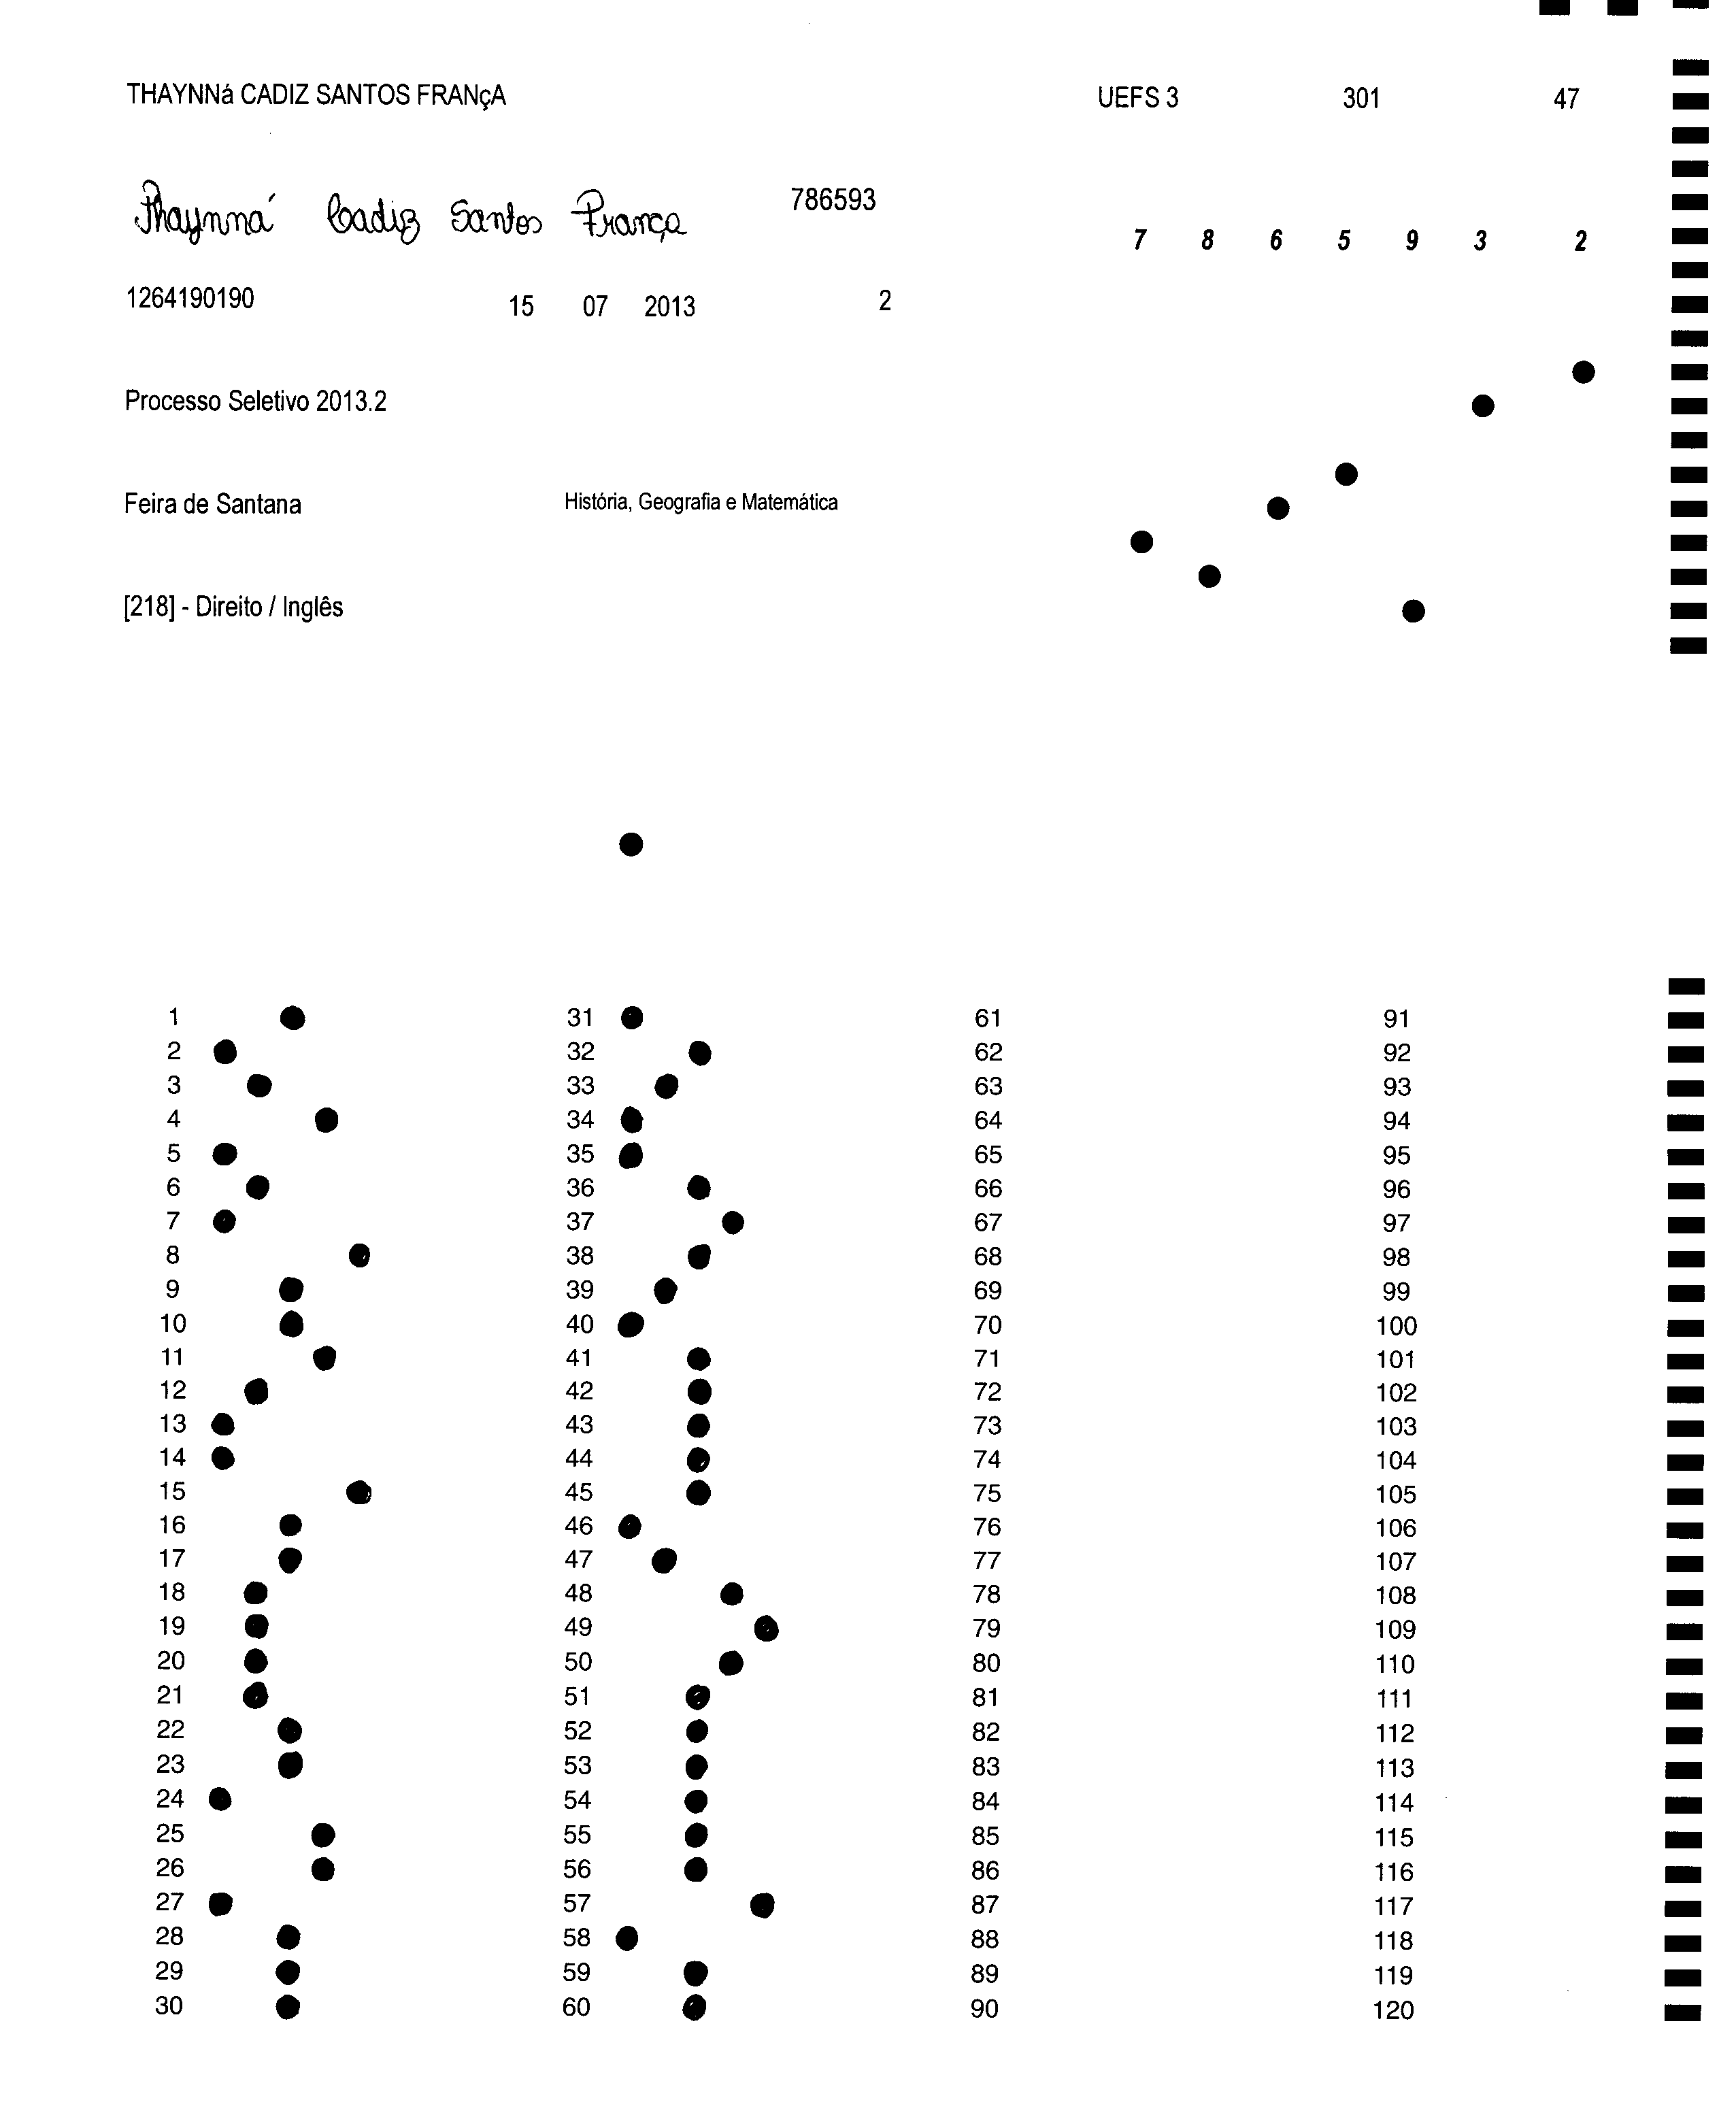 THAYNNá CADIZ SANTOS FRANçA UEFS 3 301 47
Thaynná Cadiz Santos França 786593
7 8 6 5 9 3 2
1264190190 15 07 2013 2
Processo Seletivo 2013.2
Feira de Santana História, Geografia e Matemática
[218] - Direito / Inglês
1 31 61 91
2 32 62 92
3 33 63 93
4 34 64 94
5 35 65 95
6 36 66 96
7 37 67 97
8 38 68 98
9 39 69 99
10 40 70 100
11 41 71 101
12 42 72 102
13 43 73 103
14 44 74 104
15 45 75 105
16 46 76 106
17 47 77 107
18 48 78 108
19 49 79 109
20 50 80 110
21 51 81 111
22 52 82 112
23 53 83 113
24 54 84 114
25 55 85 115
26 56 86 116
27 57 87 117
28 58 88 118
29 59 89 119
30 60 90 120